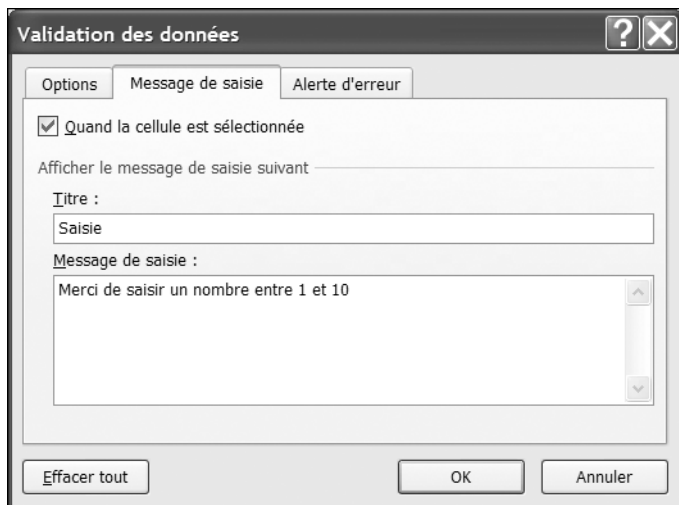 Validation des données
Options Message de saisie Alerte d'erreur
Quand la cellule est sélectionnée
Afficher le message de saisie suivant
Titre :
Saisie
Message de saisie :
Merci de saisir un nombre entre 1 et 10
Effacer tout OK Annuler